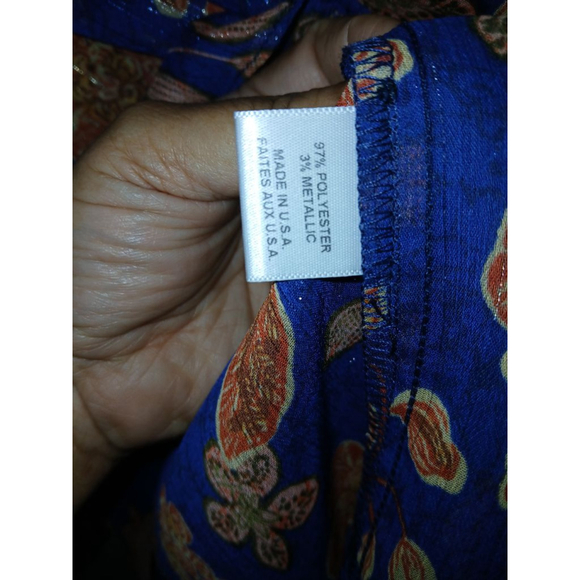 97% POLYESTER
3% METALLIC
MADE IN U.S.A.
FAITES AUX U.S.A.